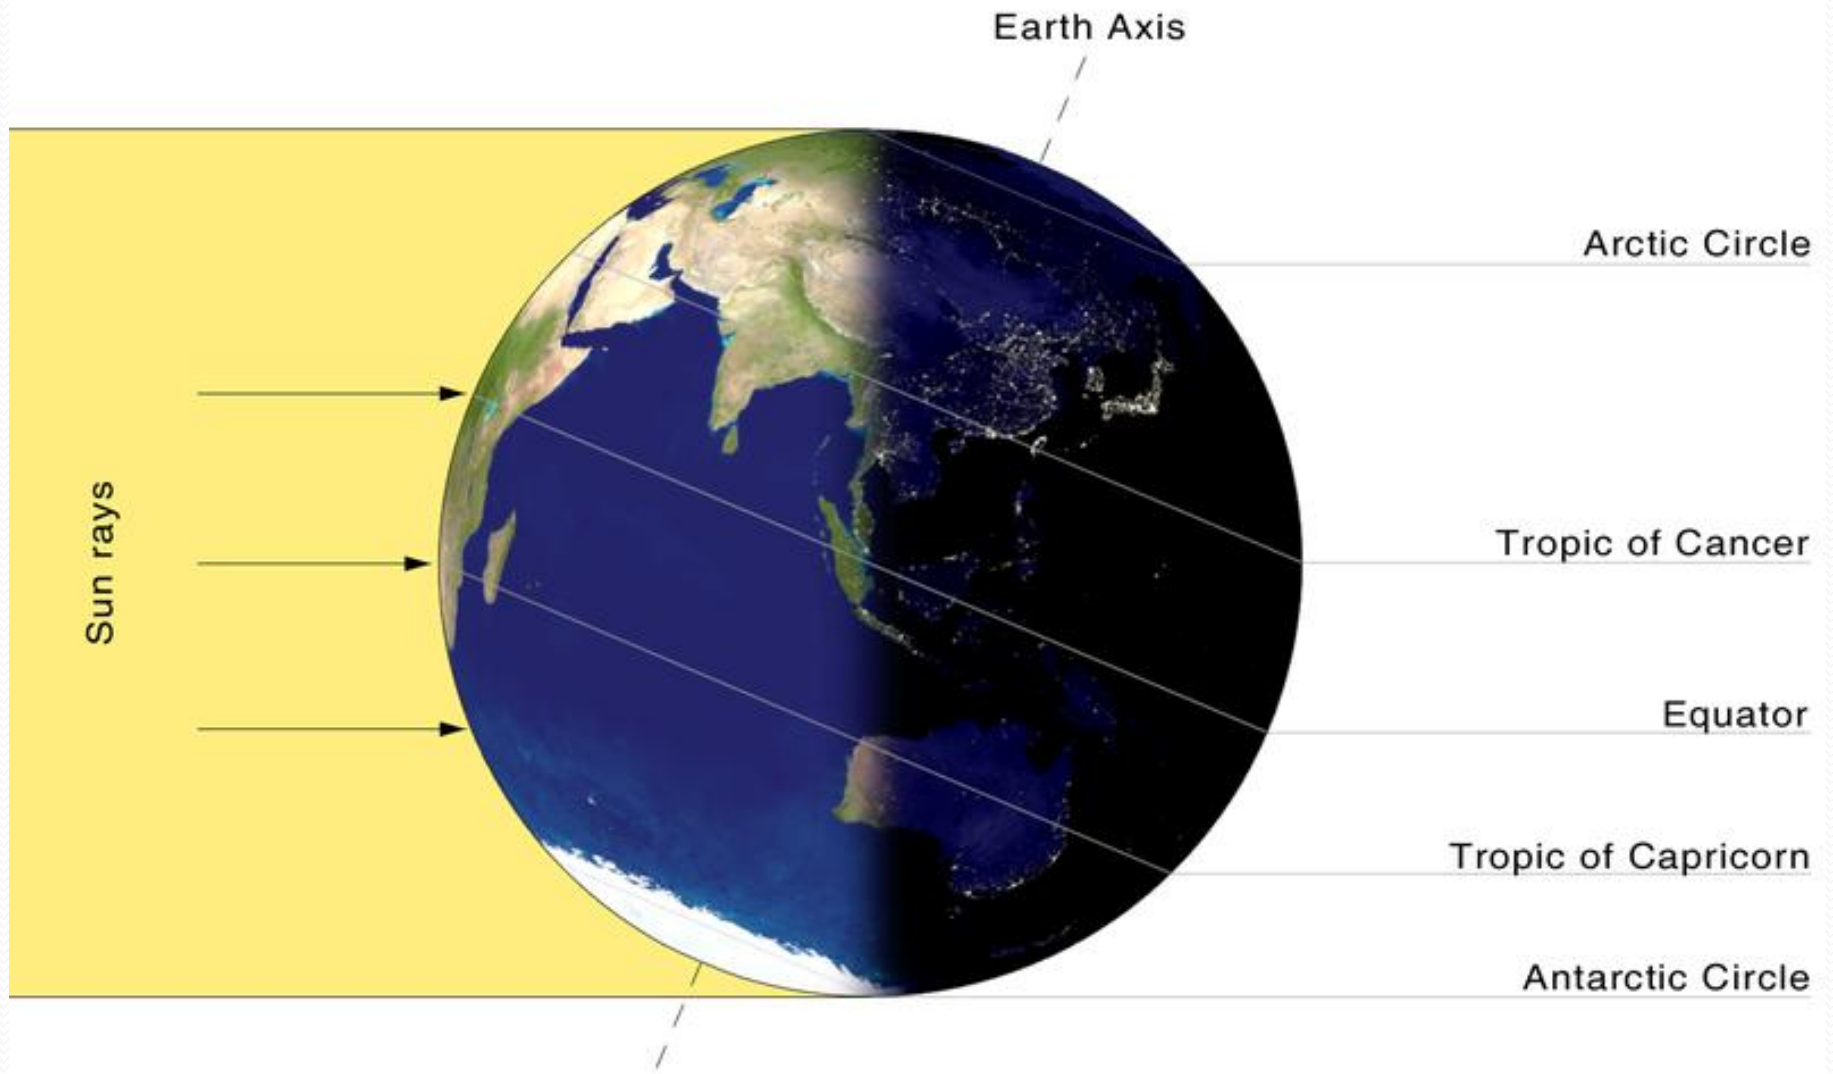 Earth Axis
Arctic Circle
Sun rays
Tropic of Cancer
Equator
Tropic of Capricorn
Antarctic Circle